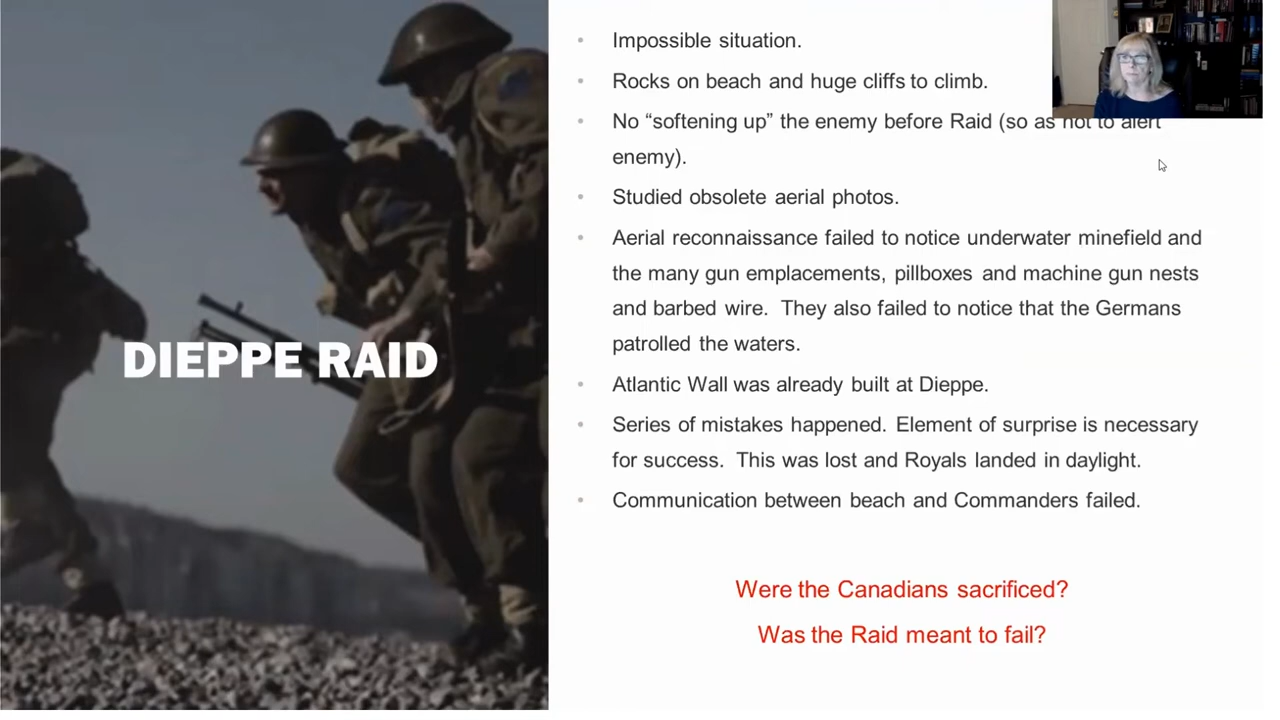 DIEPPE RAID
Impossible situation.
Rocks on beach and huge cliffs to climb.
No “softening up” the enemy before Raid (so as not to alert
enemy).
Studied obsolete aerial photos.
Aerial reconnaissance failed to notice underwater minefield and
the many gun emplacements, pillboxes and machine gun nests
and barbed wire.  They also failed to notice that the Germans
patrolled the waters.
Atlantic Wall was already built at Dieppe.
Series of mistakes happened.  Element of surprise is necessary
for success.  This was lost and Royals landed in daylight.
Communication between beach and Commanders failed.
Were the Canadians sacrificed?
Was the Raid meant to fail?